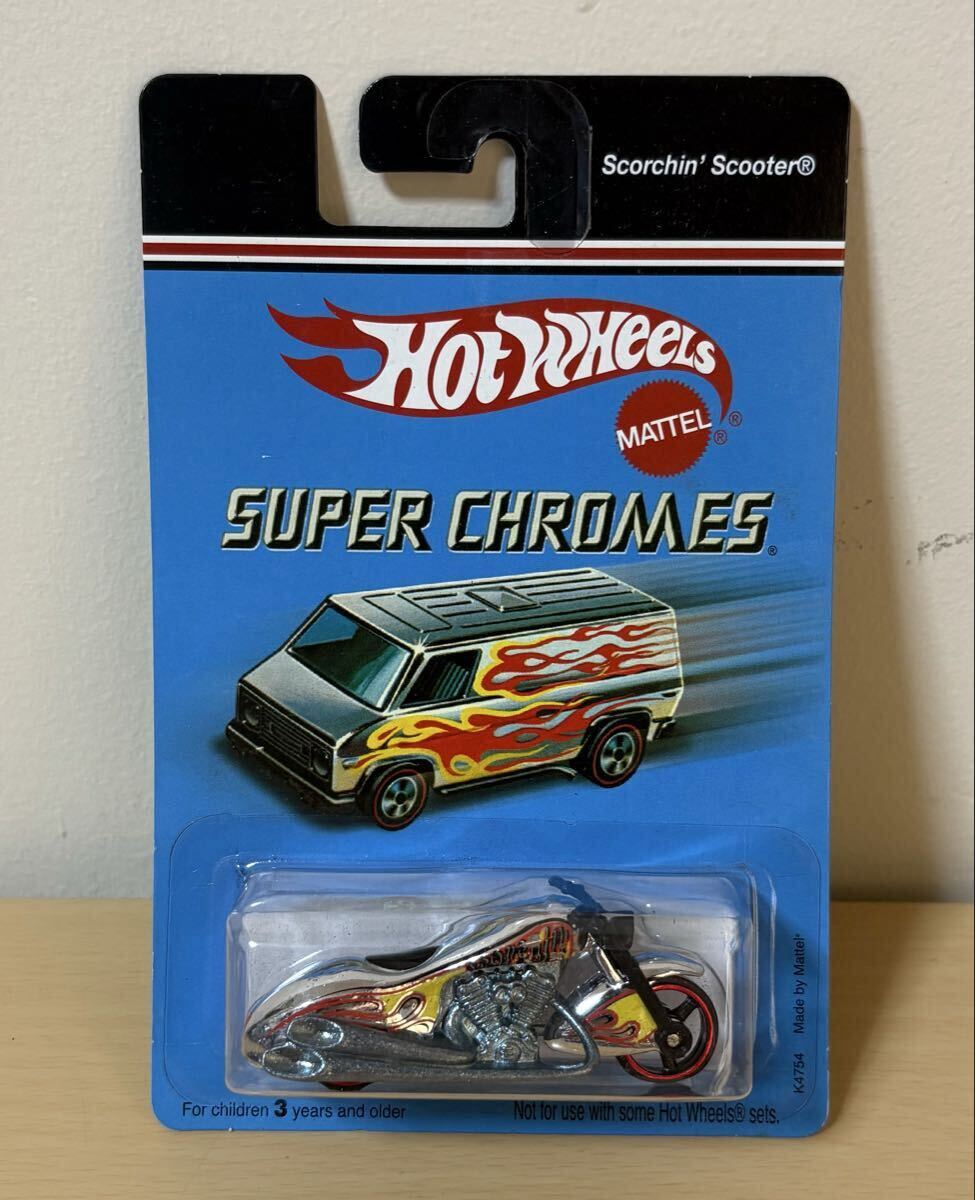 Scorchin' Scooter®
Hot Wheels®
MATTEL®
SUPER CHROMES®
K4754 Made by Mattel®
For children 3 years and older
Not for use with some Hot Wheels® sets.